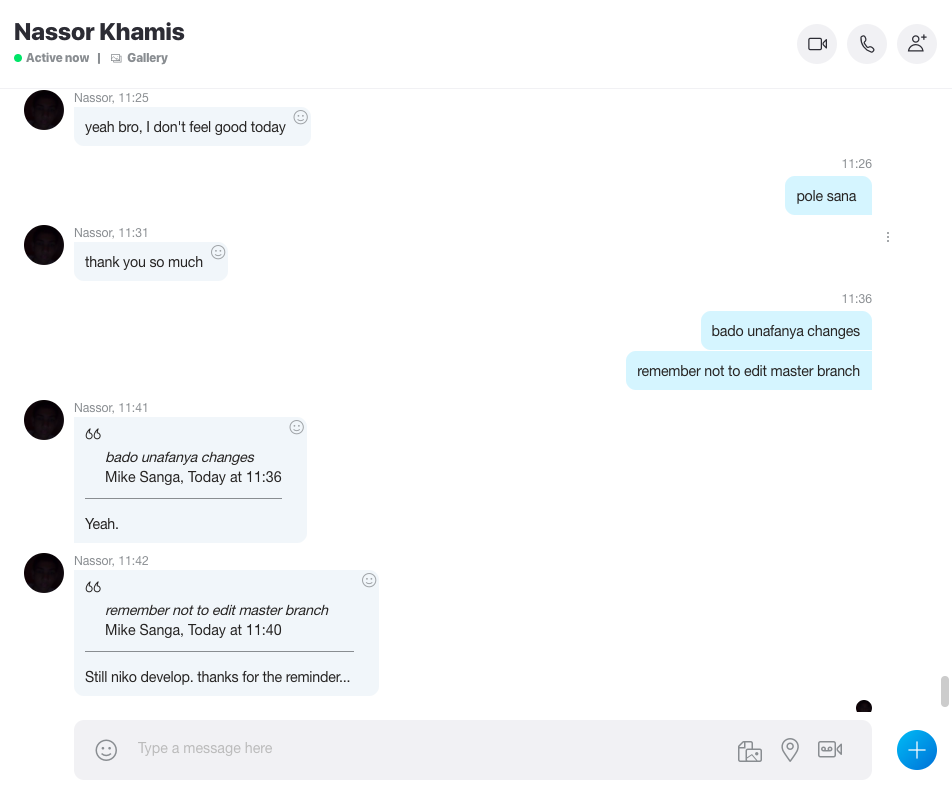 Nassor Khamis
Active now | Gallery
Nassor, 11:25
yeah bro, I don't feel good today
11:26
pole sana
Nassor, 11:31
thank you so much
11:36
bado unafanya changes
remember not to edit master branch
Nassor, 11:41
bado unafanya changes
Mike Sanga, Today at 11:36
Yeah.
Nassor, 11:42
remember not to edit master branch
Mike Sanga, Today at 11:40
Still niko develop. thanks for the reminder...
Type a message here